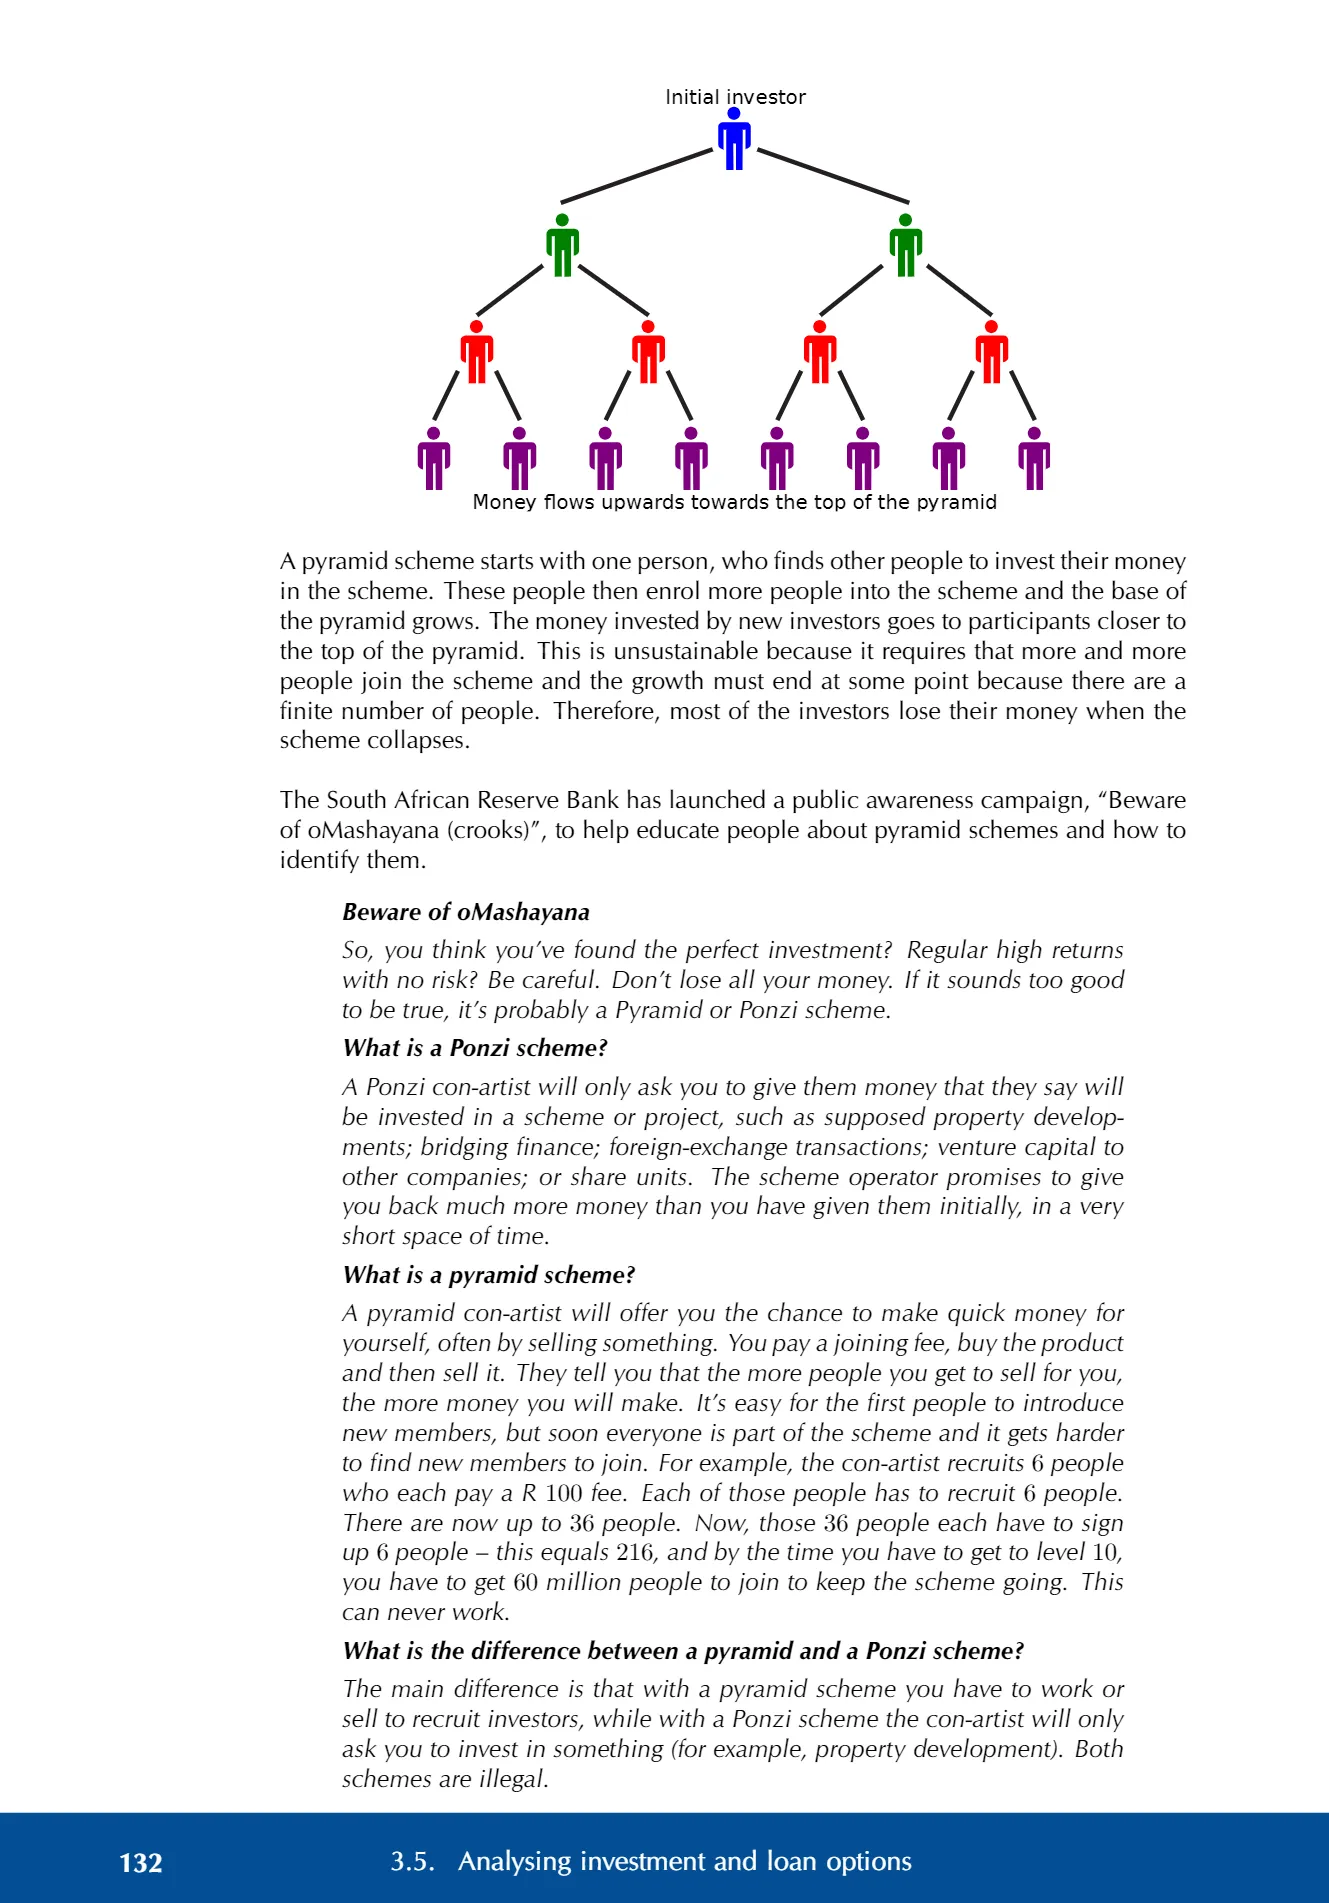 Initial investor
Money flows upwards towards the top of the pyramid
A pyramid scheme starts with one person, who finds other people to invest their money
in the scheme. These people then enrol more people into the scheme and the base of
the pyramid grows. The money invested by new investors goes to participants closer to
the top of the pyramid. This is unsustainable because it requires that more and more
people join the scheme and the growth must end at some point because there are a
finite number of people. Therefore, most of the investors lose their money when the
scheme collapses.
The South African Reserve Bank has launched a public awareness campaign, “Beware
of oMashayana (crooks)”, to help educate people about pyramid schemes and how to
identify them.
Beware of oMashayana
So, you think you’ve found the perfect investment? Regular high returns
with no risk? Be careful. Don’t lose all your money. If it sounds too good
to be true, it’s probably a Pyramid or Ponzi scheme.
What is a Ponzi scheme?
A Ponzi con-artist will only ask you to give them money that they say will
be invested in a scheme or project, such as supposed property develop-
ments; bridging finance; foreign-exchange transactions; venture capital to
other companies; or share units. The scheme operator promises to give
you back much more money than you have given them initially, in a very
short space of time.
What is a pyramid scheme?
A pyramid con-artist will offer you the chance to make quick money for
yourself, often by selling something. You pay a joining fee, buy the product
and then sell it. They tell you that the more people you get to sell for you,
the more money you will make. It’s easy for the first people to introduce
new members, but soon everyone is part of the scheme and it gets harder
to find new members to join. For example, the con-artist recruits 6 people
who each pay a R 100 fee. Each of those people has to recruit 6 people.
There are now up to 36 people. Now, those 36 people each have to sign
up 6 people – this equals 216, and by the time you have to get to level 10,
you have to get 60 million people to join to keep the scheme going. This
can never work.
What is the difference between a pyramid and a Ponzi scheme?
The main difference is that with a pyramid scheme you have to work or
sell to recruit investors, while with a Ponzi scheme the con-artist will only
ask you to invest in something (for example, property development). Both
schemes are illegal.
132 3.5. Analysing investment and loan options